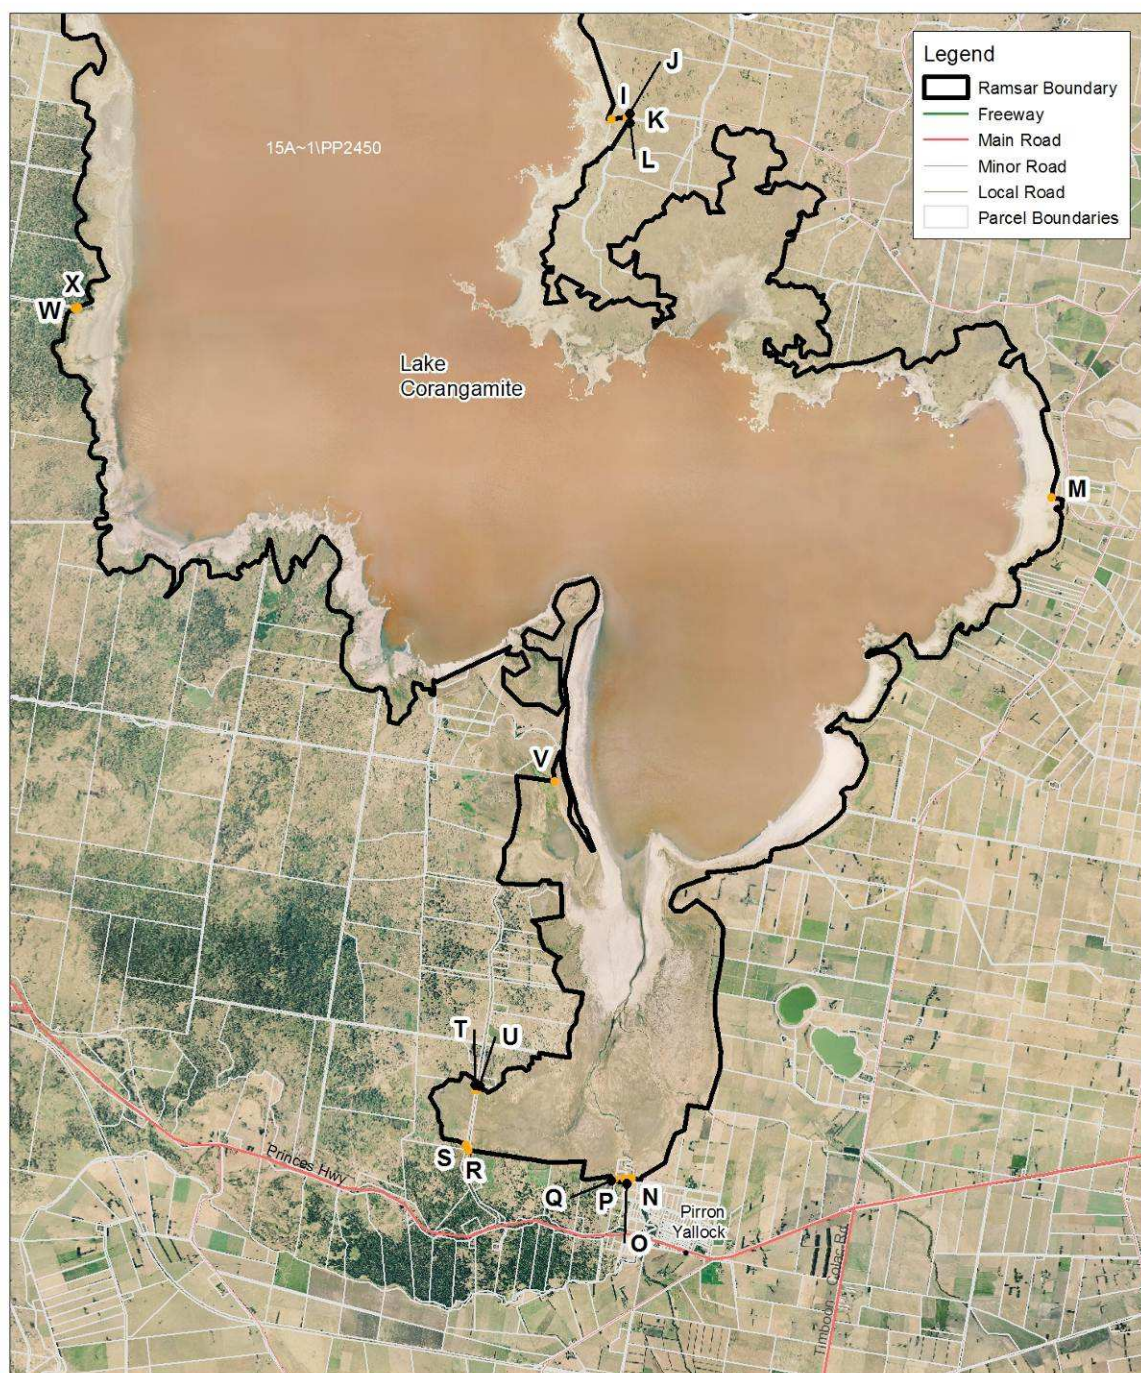 Legend
Ramsar Boundary
Freeway
Main Road
Minor Road
Local Road
Parcel Boundaries
J
I
K
L
15A~1\PP2450
X
W
Lake
Corangamite
M
V
T
U
S
R
Princes Hwy
Q
P
N
O
Pirron
Yallock
Timboon Colac Rd